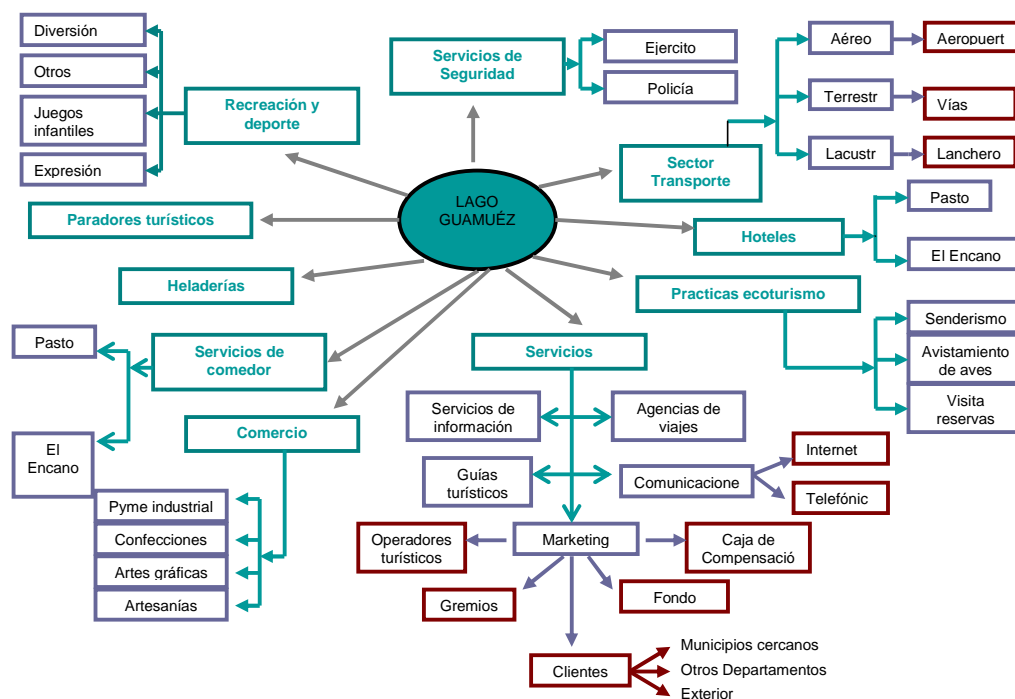 Diversión
Otros
Juegos
infantiles
Expresión
Recreación y
deporte
Servicios de
Seguridad
Ejercito
Policía
Aéreo
Aeropuert
Terrestr
Vías
Lacustr
Lanchero
Sector
Transporte
LAGO
GUAMUÉZ
Paradores turísticos
Hoteles
Pasto
El Encano
Heladerías
Practicas ecoturismo
Senderismo
Avistamiento
de aves
Visita
reservas
Pasto
Servicios de
comedor
El
Encano
Servicios
Comercio
Servicios de
información
Agencias de
viajes
Guías
turísticos
Comunicacione
Internet
Telefónic
Pyme industrial
Confecciones
Artes gráficas
Artesanías
Operadores
turísticos
Marketing
Caja de
Compensació
Gremios
Fondo
Clientes
Municipios cercanos
Otros Departamentos
Exterior